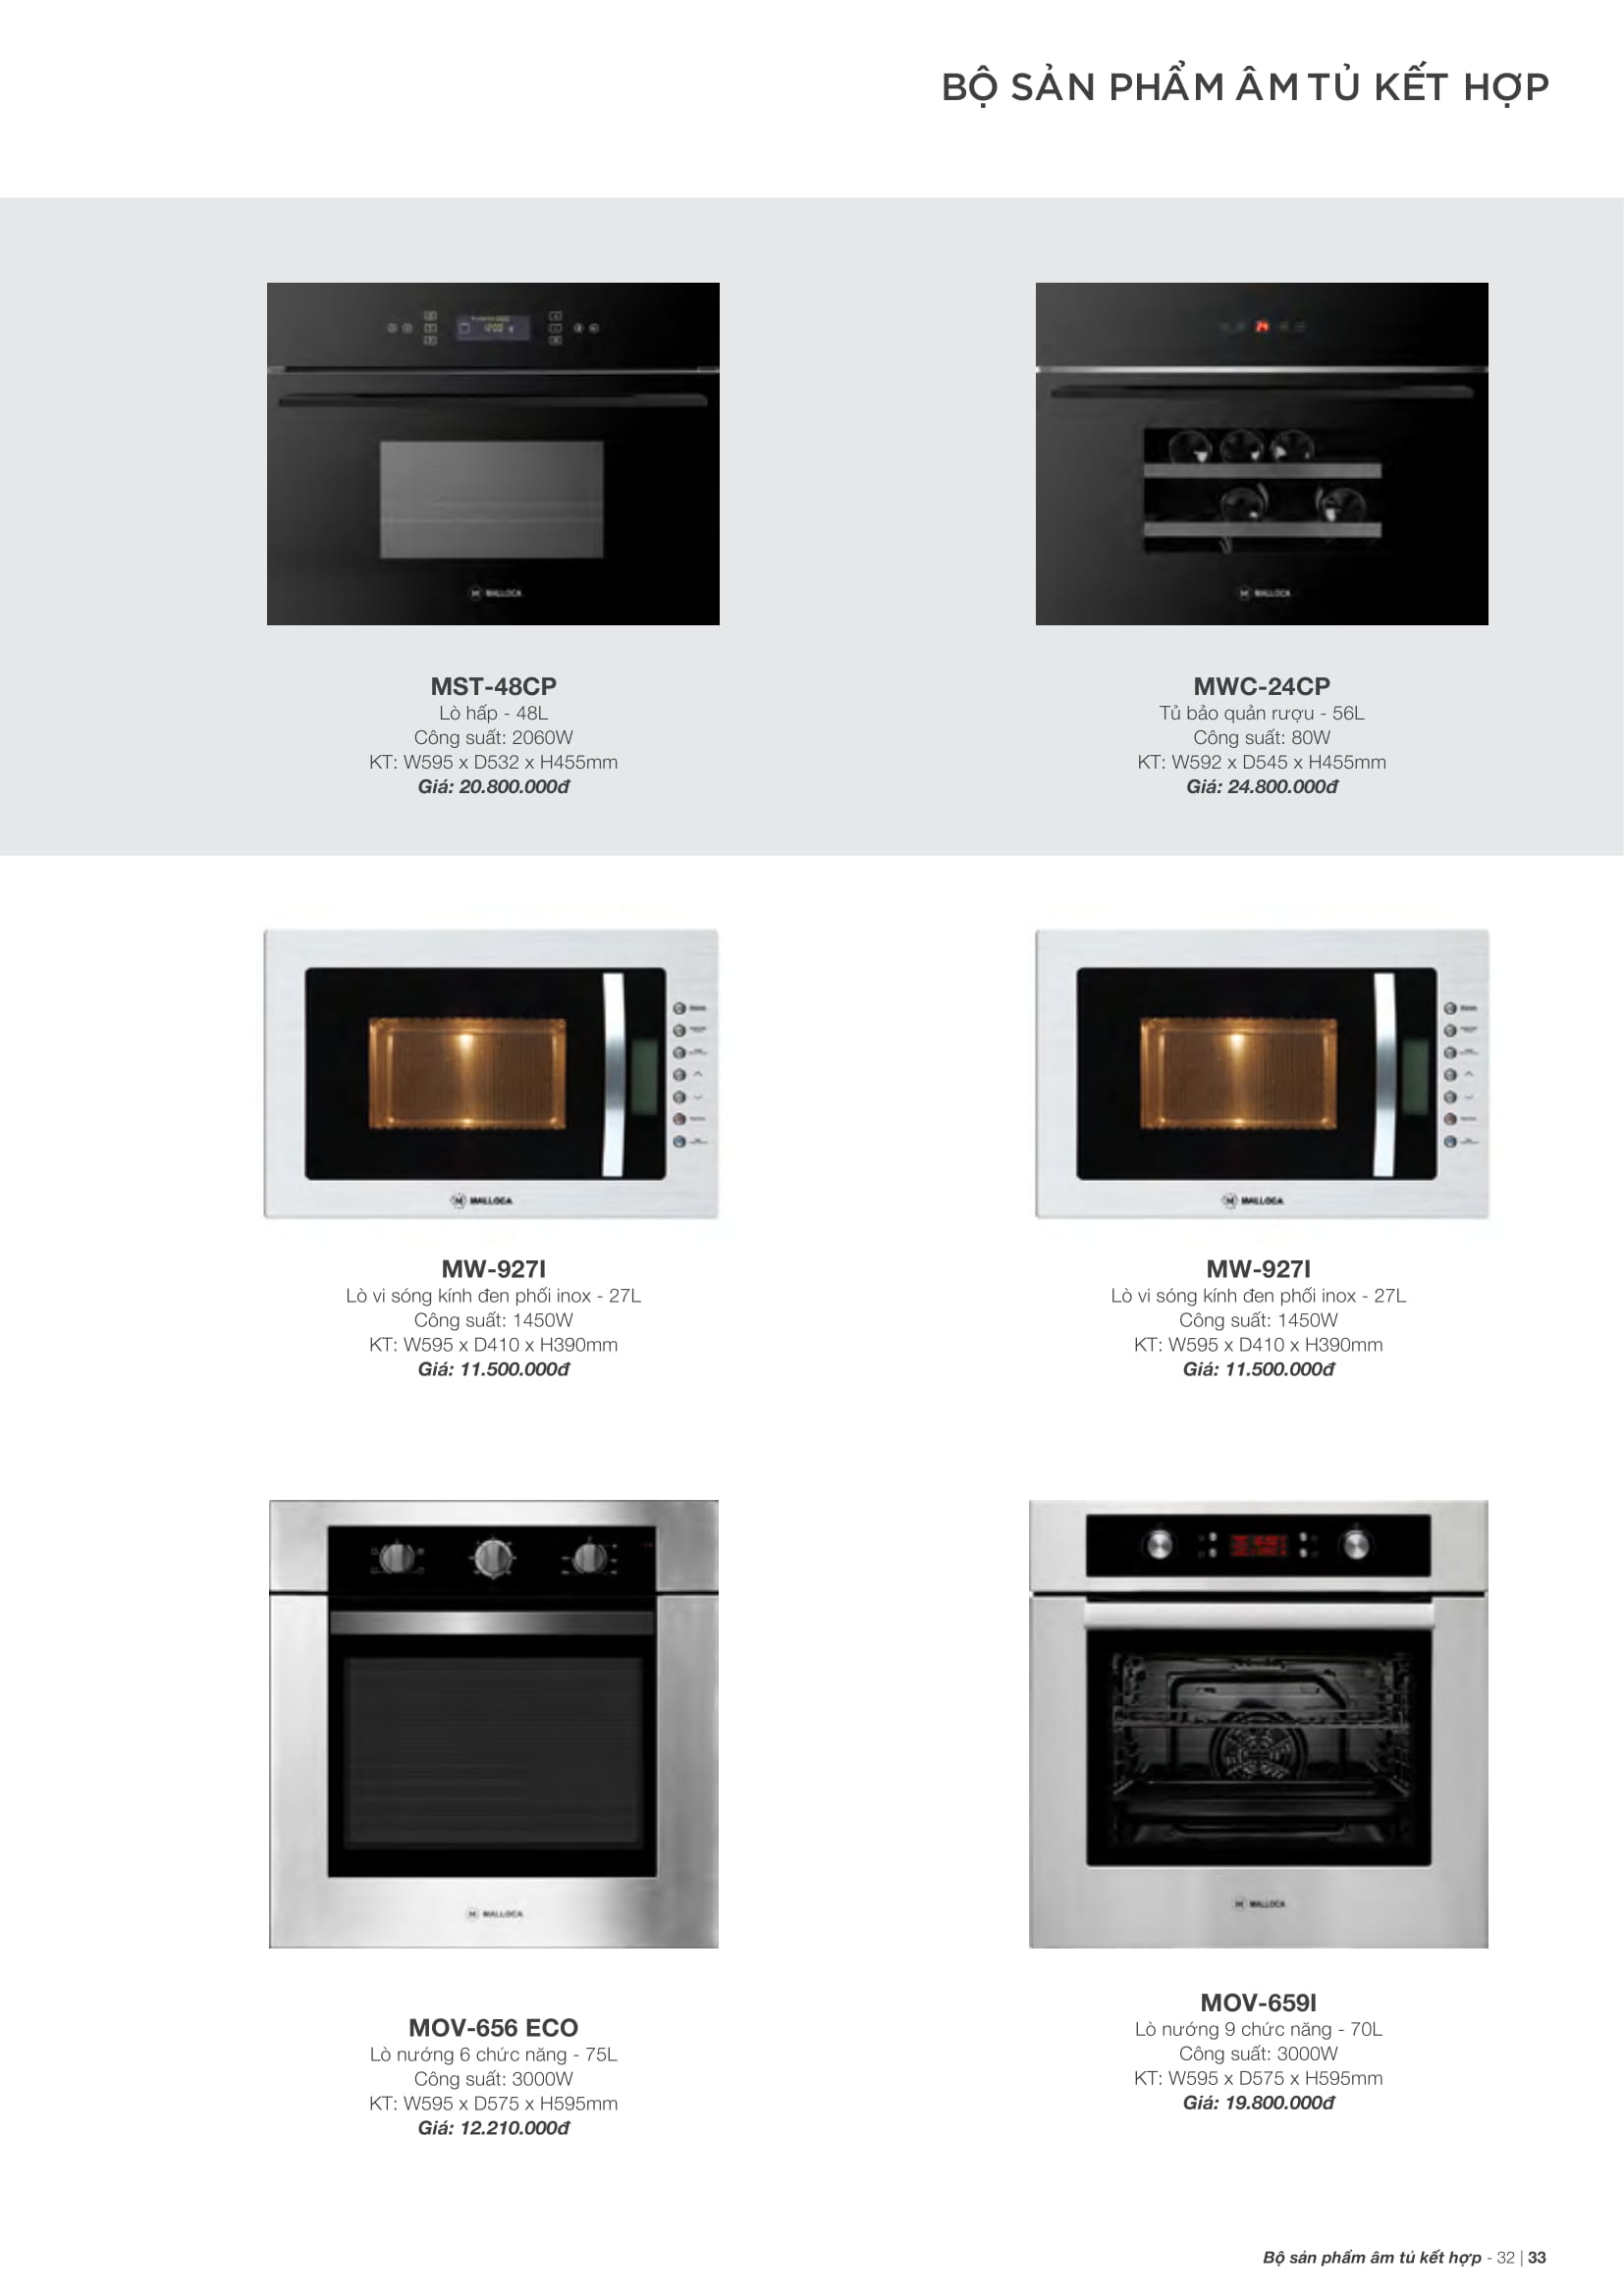 BỘ SẢN PHẨM ÂM TỦ KẾT HỢP
MALLOCA
MST-48CP
Lò hấp - 48L
Công suất: 2060W
KT: W595 x D532 x H455mm
Giá: 20.800.000đ
MALLOCA
MWC-24CP
Tủ bảo quản rượu - 56L
Công suất: 80W
KT: W592 x D545 x H455mm
Giá: 24.800.000đ
MALLOCA
MW-927I
Lò vi sóng kính đen phối inox - 27L
Công suất: 1450W
KT: W595 x D410 x H390mm
Giá: 11.500.000đ
MALLOCA
MW-927I
Lò vi sóng kính đen phối inox - 27L
Công suất: 1450W
KT: W595 x D410 x H390mm
Giá: 11.500.000đ
MALLOCA
MOV-656 ECO
Lò nướng 6 chức năng - 75L
Công suất: 3000W
KT: W595 x D575 x H595mm
Giá: 12.210.000đ
MALLOCA
MOV-659I
Lò nướng 9 chức năng - 70L
Công suất: 3000W
KT: W595 x D575 x H595mm
Giá: 19.800.000đ
Bộ sản phẩm âm tủ kết hợp - 32 | 33